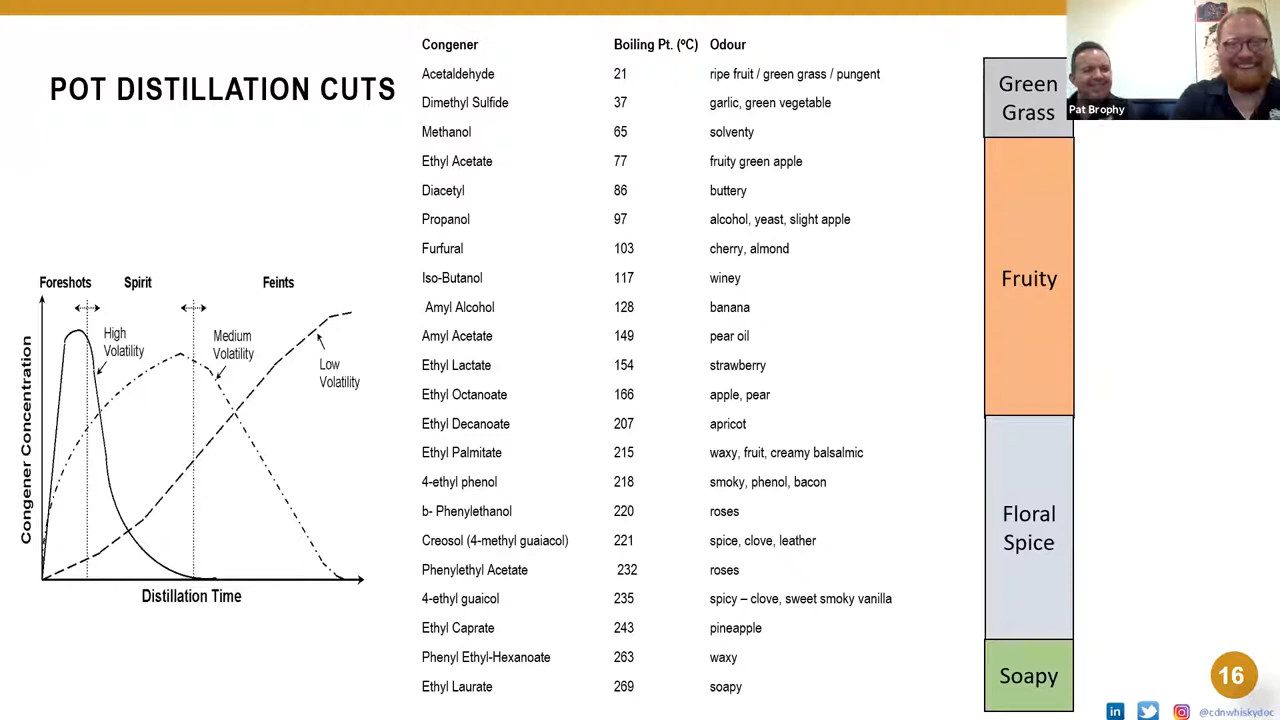 POT DISTILLATION CUTS
Foreshots Spirit Feints
High
Volatility
Medium
Volatility
Low
Volatility
Congener Concentration
Distillation Time
Congener Boiling Pt. (ºC) Odour
Acetaldehyde 21 ripe fruit / green grass / pungent
Dimethyl Sulfide 37 garlic, green vegetable
Methanol 65 solventy
Ethyl Acetate 77 fruity green apple
Diacetyl 86 buttery
Propanol 97 alcohol, yeast, slight apple
Furfural 103 cherry, almond
Iso-Butanol 117 winey
Amyl Alcohol 128 banana
Amyl Acetate 149 pear oil
Ethyl Lactate 154 strawberry
Ethyl Octanoate 166 apple, pear
Ethyl Decanoate 207 apricot
Ethyl Palmitate 215 waxy, fruit, creamy balsalmic
4-ethyl phenol 218 smoky, phenol, bacon
b- Phenylethanol 220 roses
Creosol (4-methyl guaiacol) 221 spice, clove, leather
Phenylethyl Acetate 232 roses
4-ethyl guaicol 235 spicy – clove, sweet smoky vanilla
Ethyl Caprate 243 pineapple
Phenyl Ethyl-Hexanoate 263 waxy
Ethyl Laurate 269 soapy
Green
Grass
Fruity
Floral
Spice
Soapy
Pat Brophy
16
in @cdnwhiskydoc